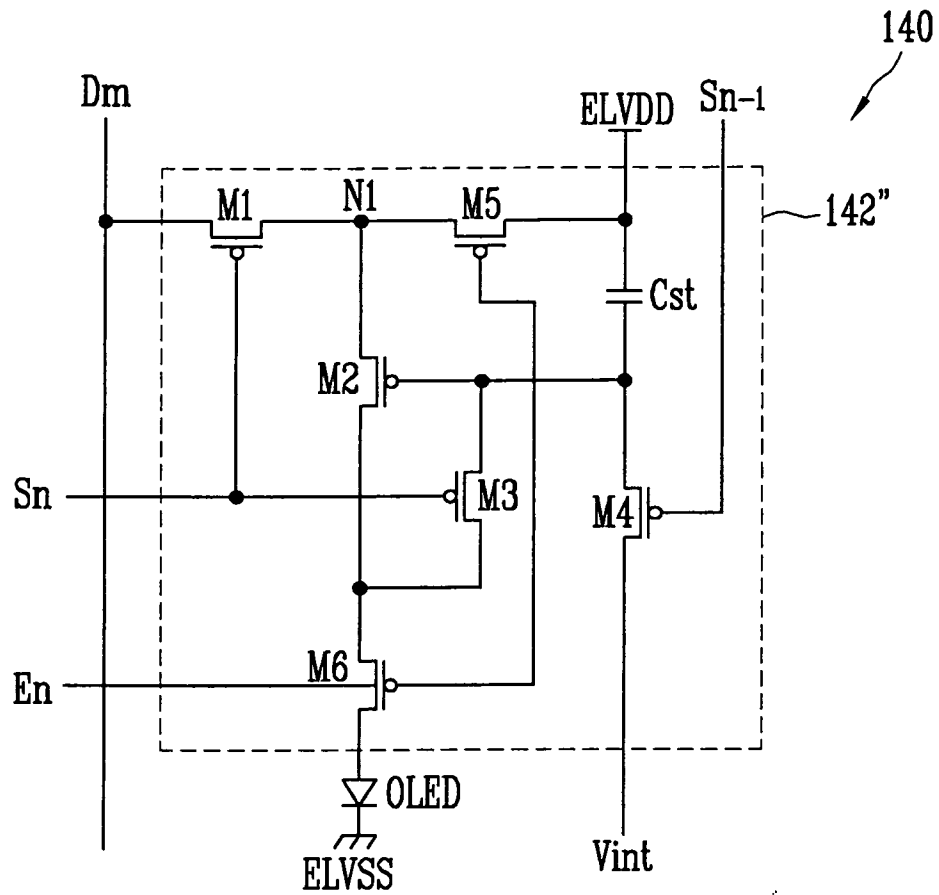 140
Dm
ELVDD
Sn-1
M1
N1
M5
142"
Cst
M2
Sn
M3
M4
M6
En
OLED
ELVSS
Vint